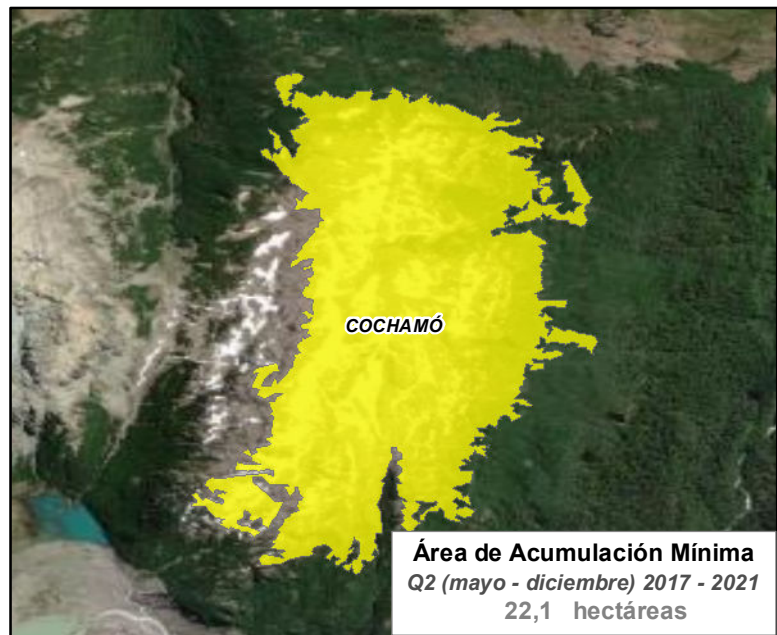 COCHAMÓ
Área de Acumulación Mínima
Q2 (mayo - diciembre) 2017 - 2021
22,1 hectáreas